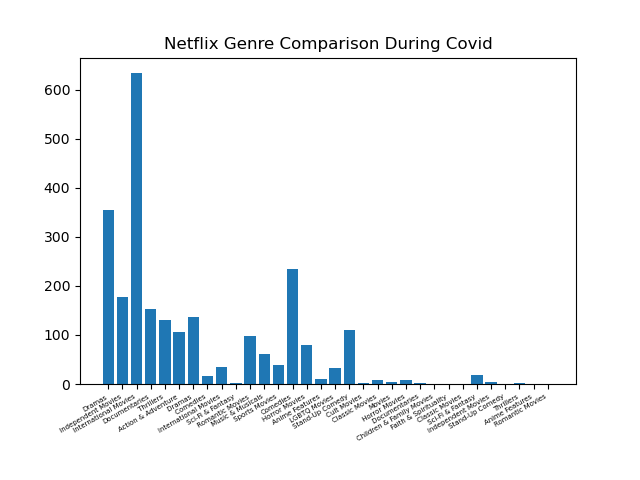 Netflix Genre Comparison During Covid
600
500
400
300
200
100
0
Dramas
Independent Movies
International Movies
Documentaries
Thrillers
Action & Adventure
Dramas
Comedies
International Movies
Sci-Fi & Fantasy
Romantic Movies
Music & Musicals
Sports Movies
Comedies
Horror Movies
Anime Features
LGBTQ Movies
Stand-Up Comedy
Cult Movies
Classic Movies
Movies
Horror Movies
Documentaries
Children & Family Movies
Faith & Spirituality
Classic Movies
Sci-Fi & Fantasy
Independent Movies
Stand-Up Comedy
Thrillers
Anime Features
Romantic Movies